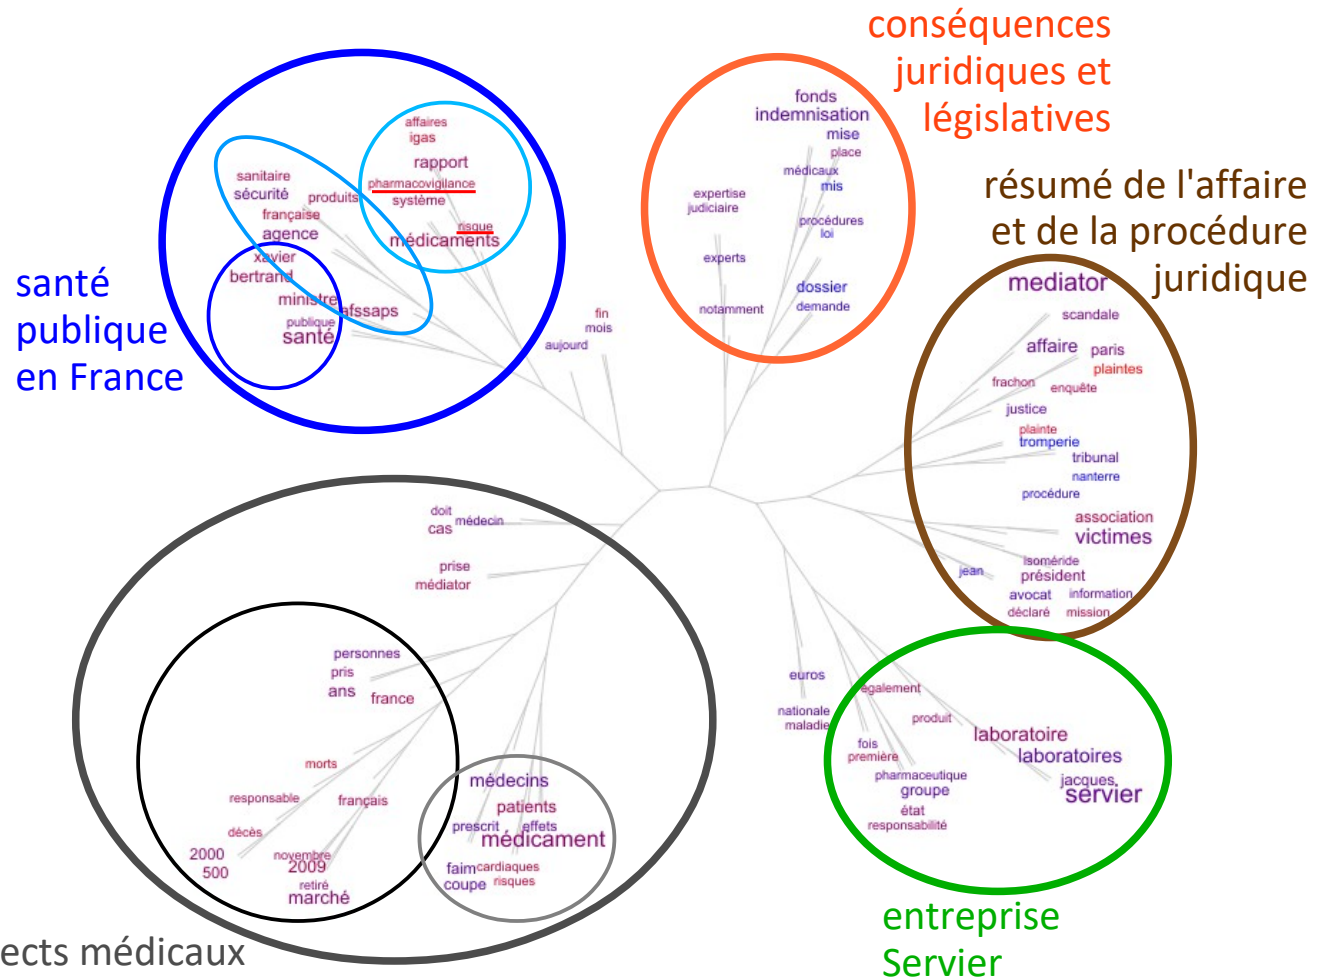 conséquences
juridiques et
législatives
résumé de l'affaire
et de la procédure
juridique
santé
publique
en France
affaires
igas
rapport
pharmacovigilance
système
risque
médicaments
sanitaire
sécurité
produits
française
agence
xavier
bertrand
ministre
afssaps
publique
santé
fin
mois
aujourd
fonds
indemnisation
mise
place
médicaux
mis
expertise
judiciaire
procédures
loi
experts
dossier
notamment
demande
mediator
scandale
affaire
paris
plaintes
frachon
enquête
justice
plainte
tromperie
tribunal
nanterre
procédure
association
victimes
isoméride
jean
président
avocat
information
déclaré
mission
doit
cas
médecin
prise
médiator
personnes
pris
ans
france
morts
responsable
français
décès
2000
500
novembre
2009
retiré
marché
médecins
patients
prescrit
effets
médicament
faim
cardiaques
coupe
risques
euros
nationale
maladie
également
produit
laboratoire
laboratoires
fois
première
pharmaceutique
groupe
jacques
servier
état
responsabilité
entreprise
Servier
ects médicaux